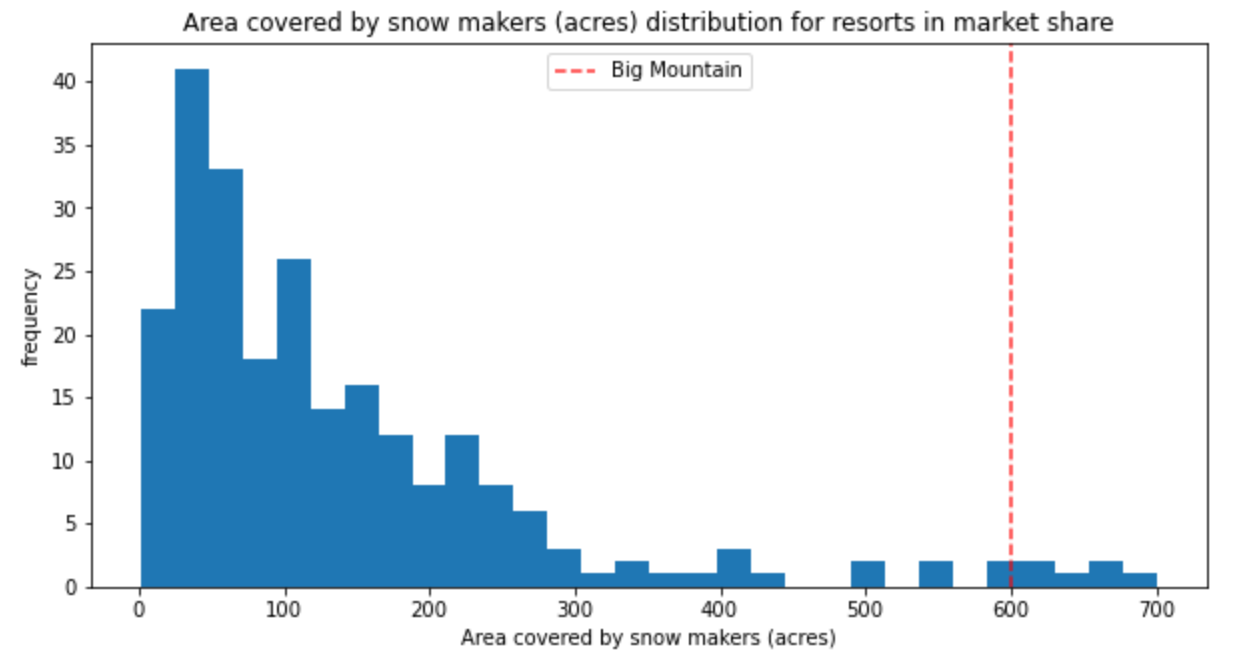 Area covered by snow makers (acres) distribution for resorts in market share
Big Mountain
40
35
30
25
20
15
10
5
0
frequency
0 100 200 300 400 500 600 700
Area covered by snow makers (acres)